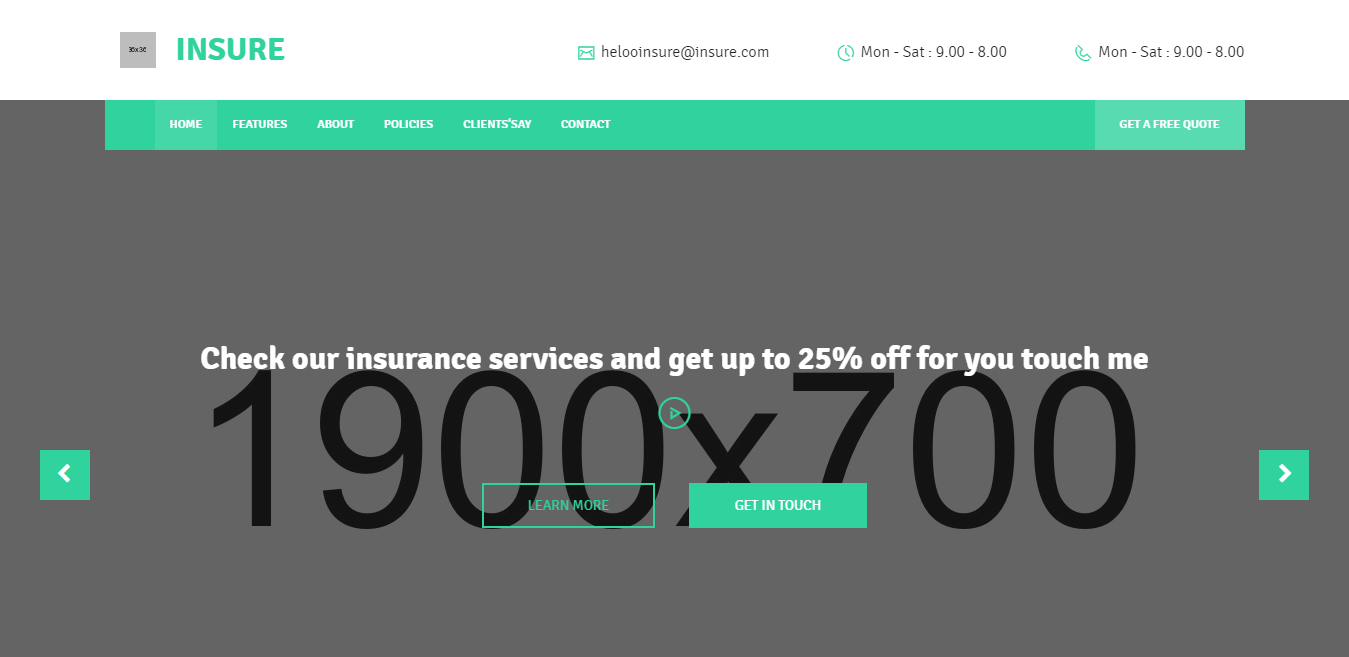 36x36
INSURE
helooinsure@insure.com
Mon - Sat : 9.00 - 8.00
Mon - Sat : 9.00 - 8.00
HOME
FEATURES
ABOUT
POLICIES
CLIENTS'SAY
CONTACT
GET A FREE QUOTE
Check our insurance services and get up to 25% off for you touch me
1900x700
LEARN MORE
GET IN TOUCH